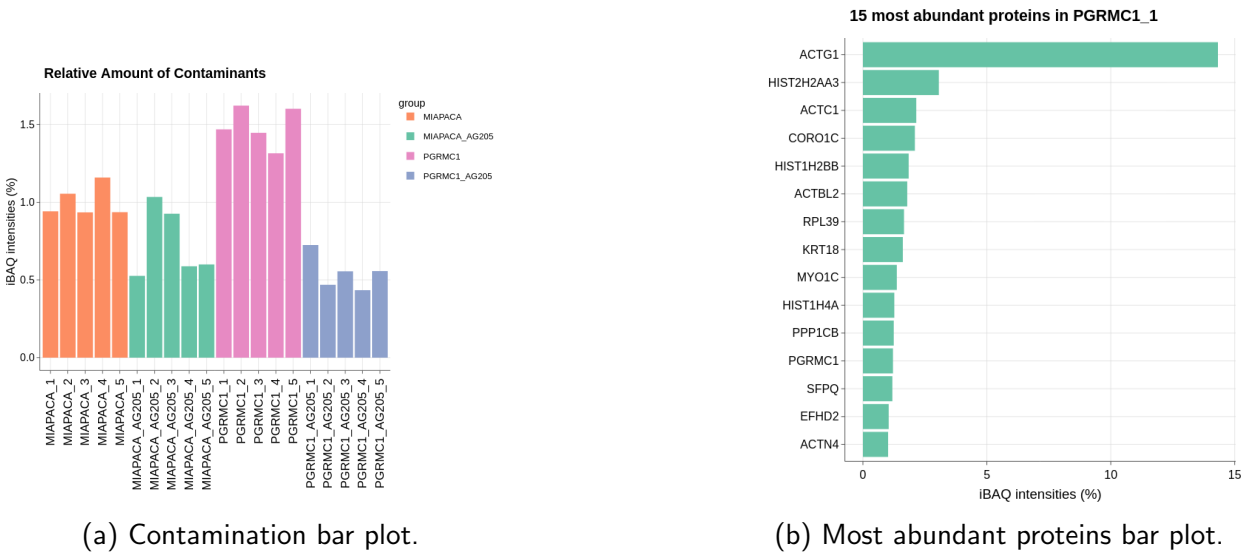 Relative Amount of Contaminants
iBAQ intensities (%)
1.5
1.0
0.5
0.0
MIAPACA_1
MIAPACA_2
MIAPACA_3
MIAPACA_4
MIAPACA_5
MIAPACA_AG205_1
MIAPACA_AG205_2
MIAPACA_AG205_3
MIAPACA_AG205_4
MIAPACA_AG205_5
PGRMC1_1
PGRMC1_2
PGRMC1_3
PGRMC1_4
PGRMC1_5
PGRMC1_AG205_1
PGRMC1_AG205_2
PGRMC1_AG205_3
PGRMC1_AG205_4
PGRMC1_AG205_5
group
MIAPACA
MIAPACA_AG205
PGRMC1
PGRMC1_AG205
(a) Contamination bar plot.
15 most abundant proteins in PGRMC1_1
ACTG1
HIST2H2AA3
ACTC1
CORO1C
HIST1H2BB
ACTBL2
RPL39
KRT18
MYO1C
HIST1H4A
PPP1CB
PGRMC1
SFPQ
EFHD2
ACTN4
0 5 10 15
iBAQ intensities (%)
(b) Most abundant proteins bar plot.